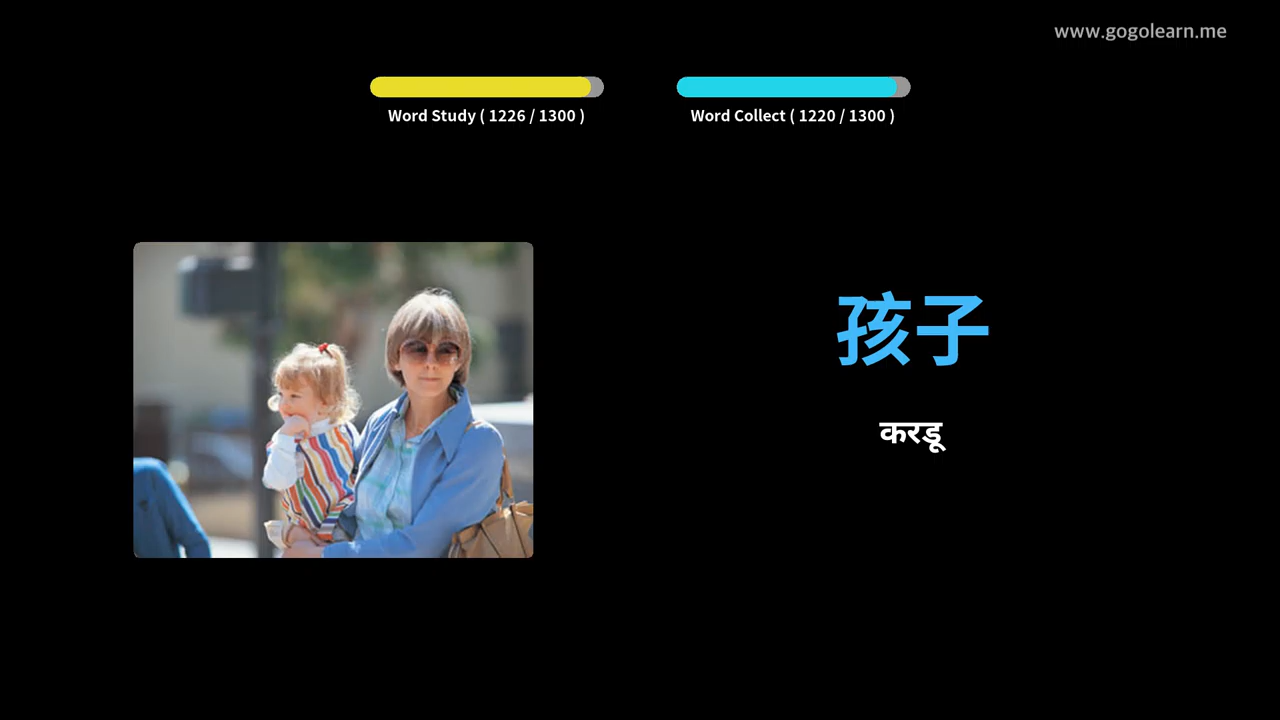 www.gogolearn.me
Word Study ( 1226 / 1300 )
Word Collect ( 1220 / 1300 )
孩子
करडू